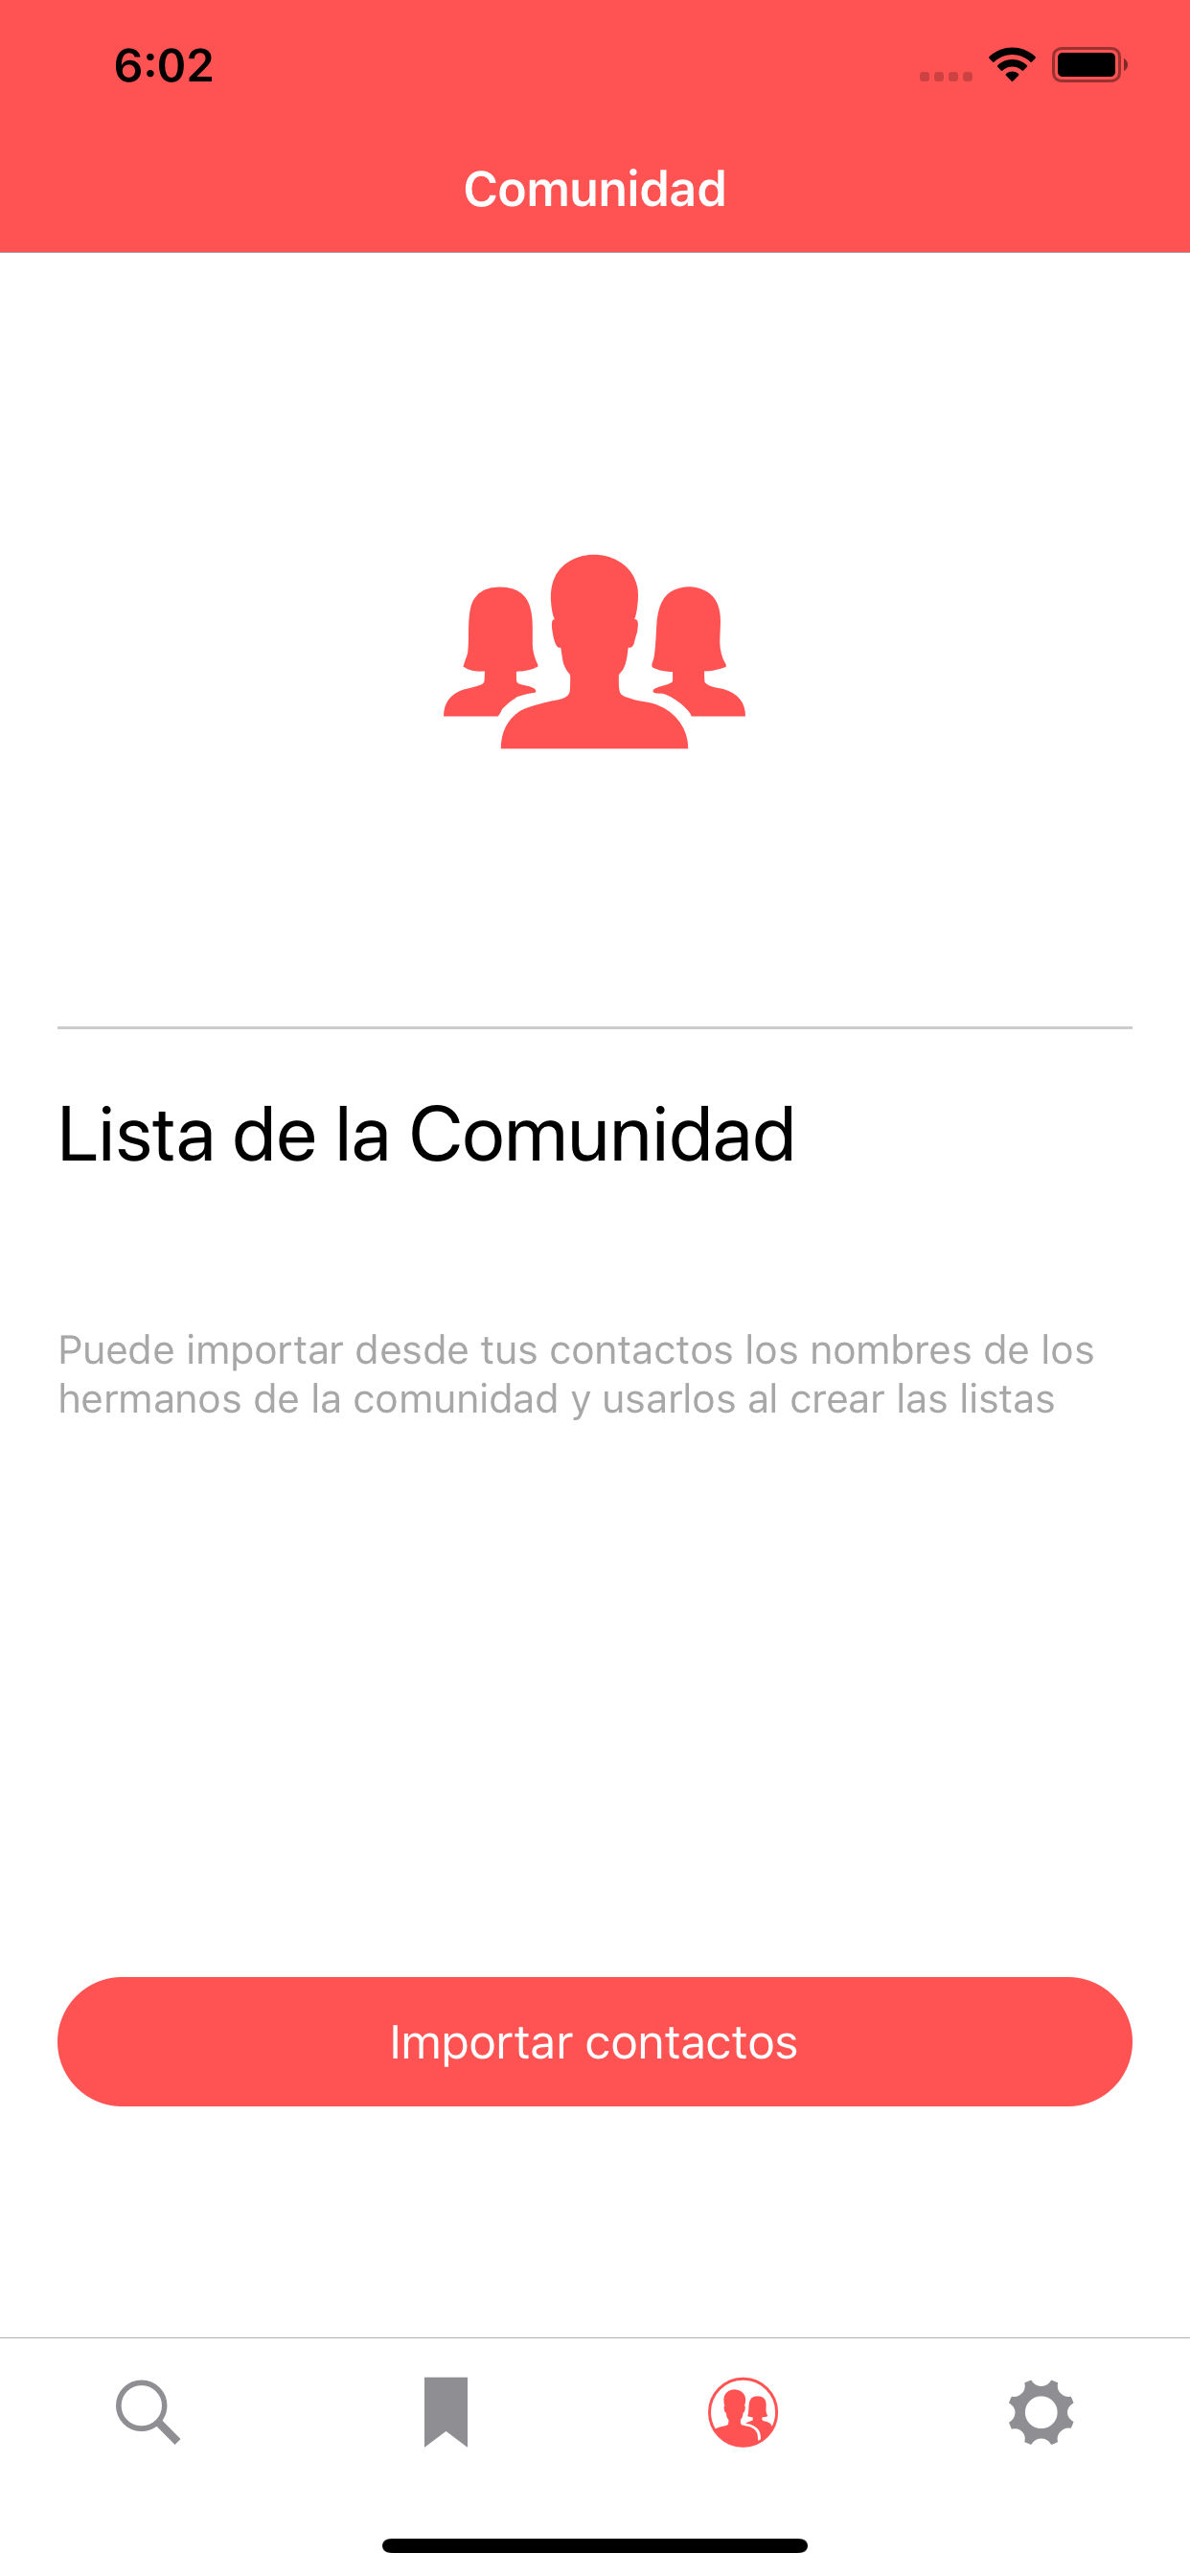 6:02
Comunidad
Lista de la Comunidad
Puede importar desde tus contactos los nombres de los
hermanos de la comunidad y usarlos al crear las listas
Importar contactos